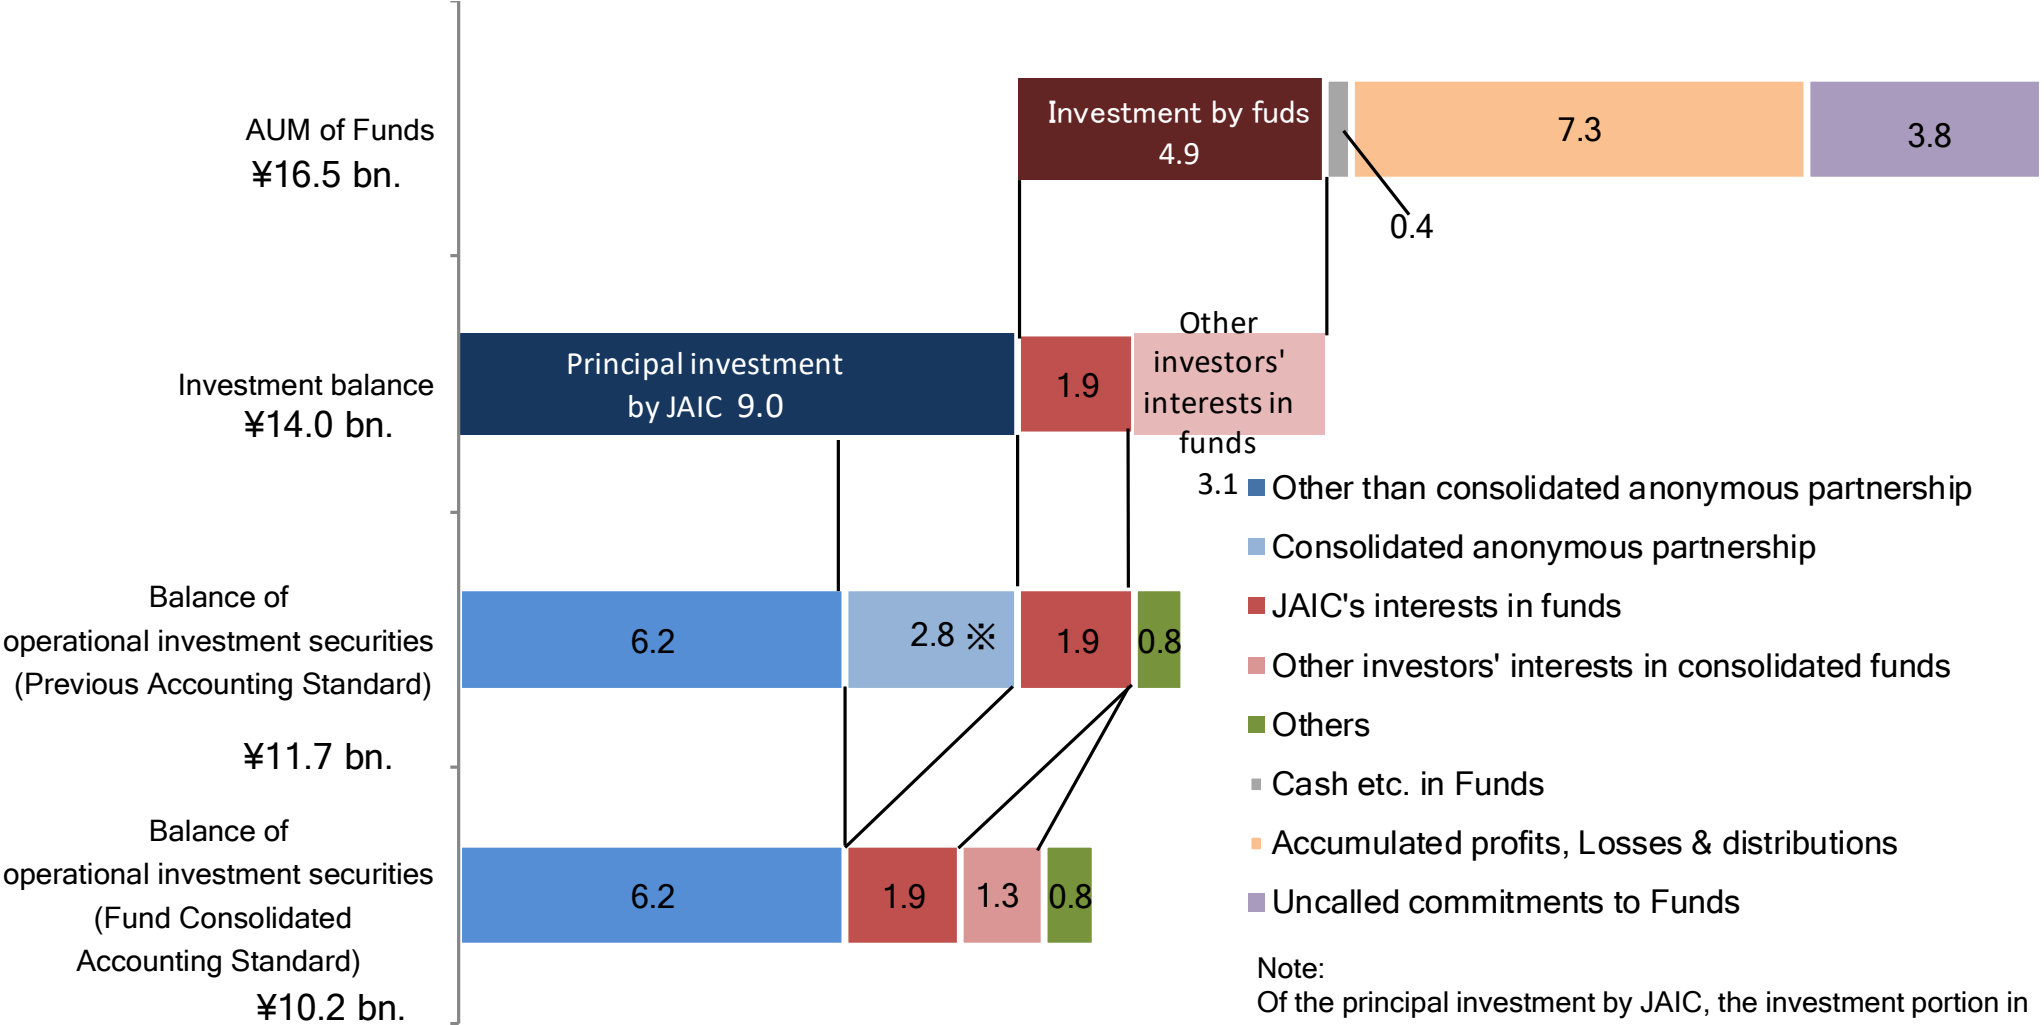 AUM of Funds
¥16.5 bn.
Investment by fuds
4.9
7.3
3.8
0.4
Investment balance
¥14.0 bn.
Principal investment
by JAIC 9.0
1.9
Other
investors'
interests in
funds
3.1
Balance of
operational investment securities
(Previous Accounting Standard)
¥11.7 bn.
6.2
2.8 ※
1.9
0.8
Balance of
operational investment securities
(Fund Consolidated
Accounting Standard)
¥10.2 bn.
6.2
1.9
1.3
0.8
Other than consolidated anonymous partnership
Consolidated anonymous partnership
JAIC's interests in funds
Other investors' interests in consolidated funds
Others
Cash etc. in Funds
Accumulated profits, Losses & distributions
Uncalled commitments to Funds
Note:
Of the principal investment by JAIC, the investment portion in